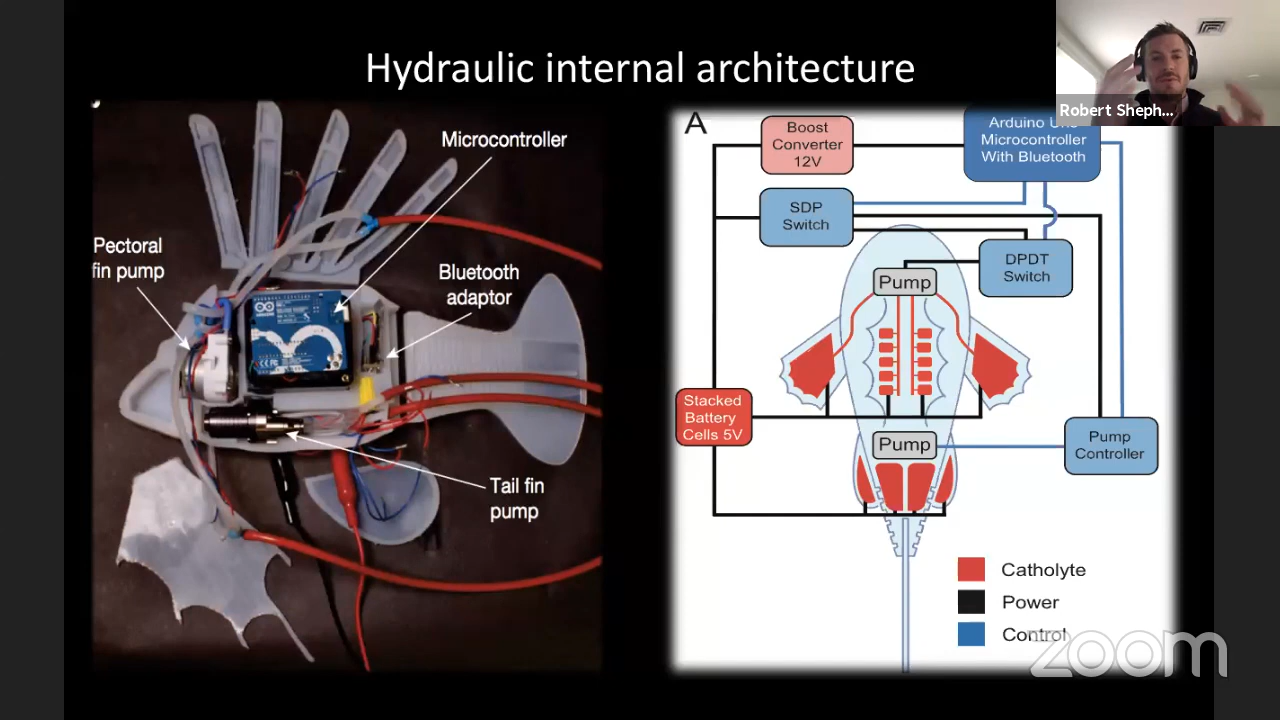 Hydraulic internal architecture
Robert Sheph...
Microcontroller
Pectoral
fin pump
Bluetooth
adaptor
Tail fin
pump
A
Boost
Converter
12V
Microcontroller
With Bluetooth
SDP
Switch
DPDT
Switch
Pump
Stacked
Battery
Cells 5V
Pump
Pump
Controller
Catholyte
Power
Control
zoom